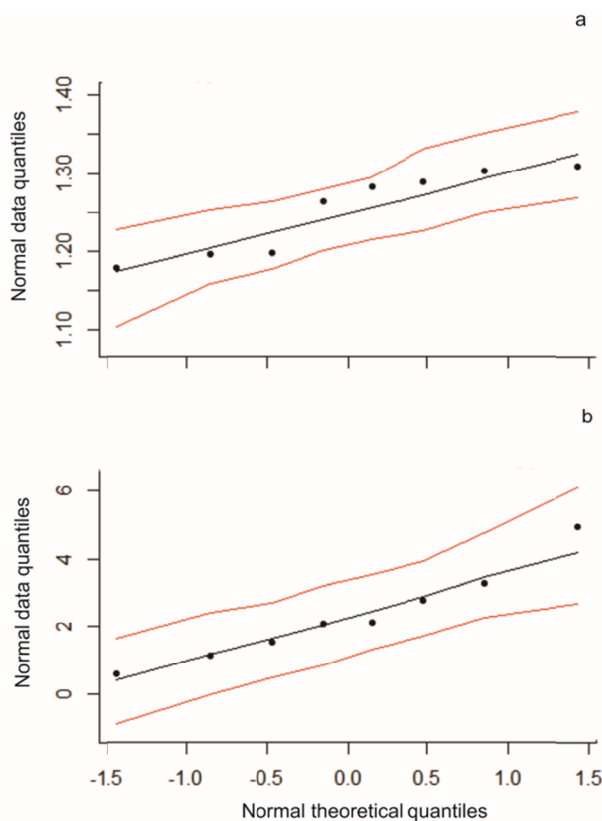 a
Normal data quantiles
1.40
1.30
1.20
1.10
b
Normal data quantiles
6
4
2
0
-1.5 -1.0 -0.5 0.0 0.5 1.0 1.5
Normal theoretical quantiles